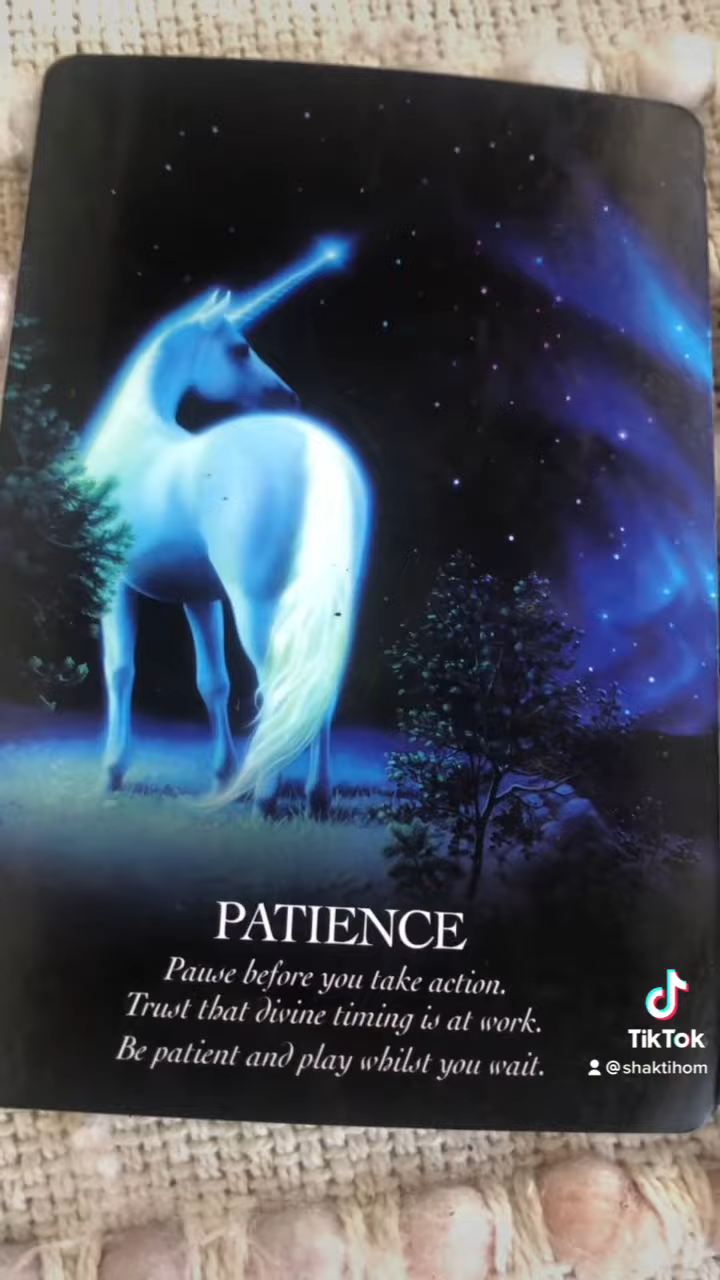 PATIENCE
Pause before you take action.
Trust that divine timing is at work.
Be patient and play whilst you wait.
TikTok
@shaktihom